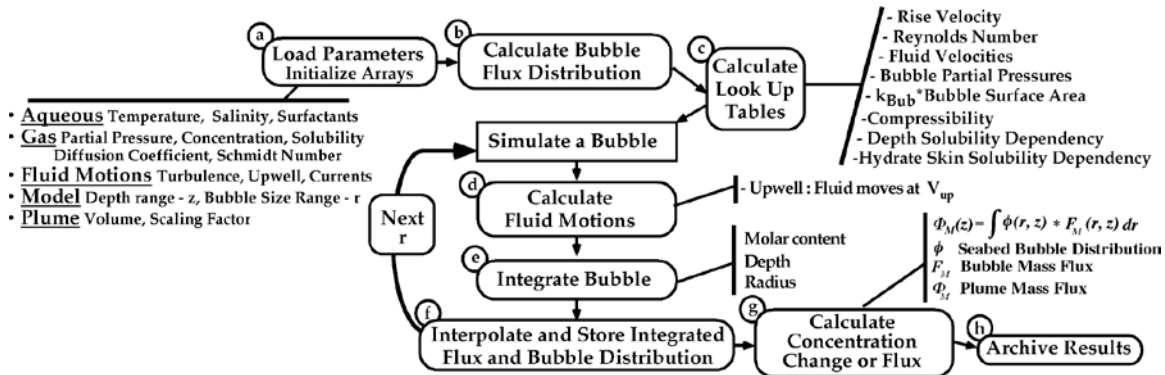 a
Load Parameters
Initialize Arrays
b
Calculate Bubble
Flux Distribution
c
Calculate
Look Up
Tables
- Rise Velocity
- Reynolds Number
- Fluid Velocities
- Bubble Partial Pressures
- kBub*Bubble Surface Area
- Compressibility
- Depth Solubility Dependency
-Hydrate Skin Solubility Dependency
• Aqueous Temperature, Salinity, Surfactants
• Gas Partial Pressure, Concentration, Solubility
Diffusion Coefficient, Schmidt Number
• Fluid Motions Turbulence, Upwell, Currents
• Model Depth range - z, Bubble Size Range - r
• Plume Volume, Scaling Factor
Simulate a Bubble
d
Calculate
Fluid Motions
- Upwell : Fluid moves at Vup
Next
r
e
Integrate Bubble
Molar content
Depth
Radius
f
Interpolate and Store Integrated
Flux and Bubble Distribution
g
Calculate
Concentration
Change or Flux
ΦM(z) = ∫ϕ(r, z) * FM(r, z) dr
ϕ Seabed Bubble Distribution
FM Bubble Mass Flux
ΦM Plume Mass Flux
h
Archive Results